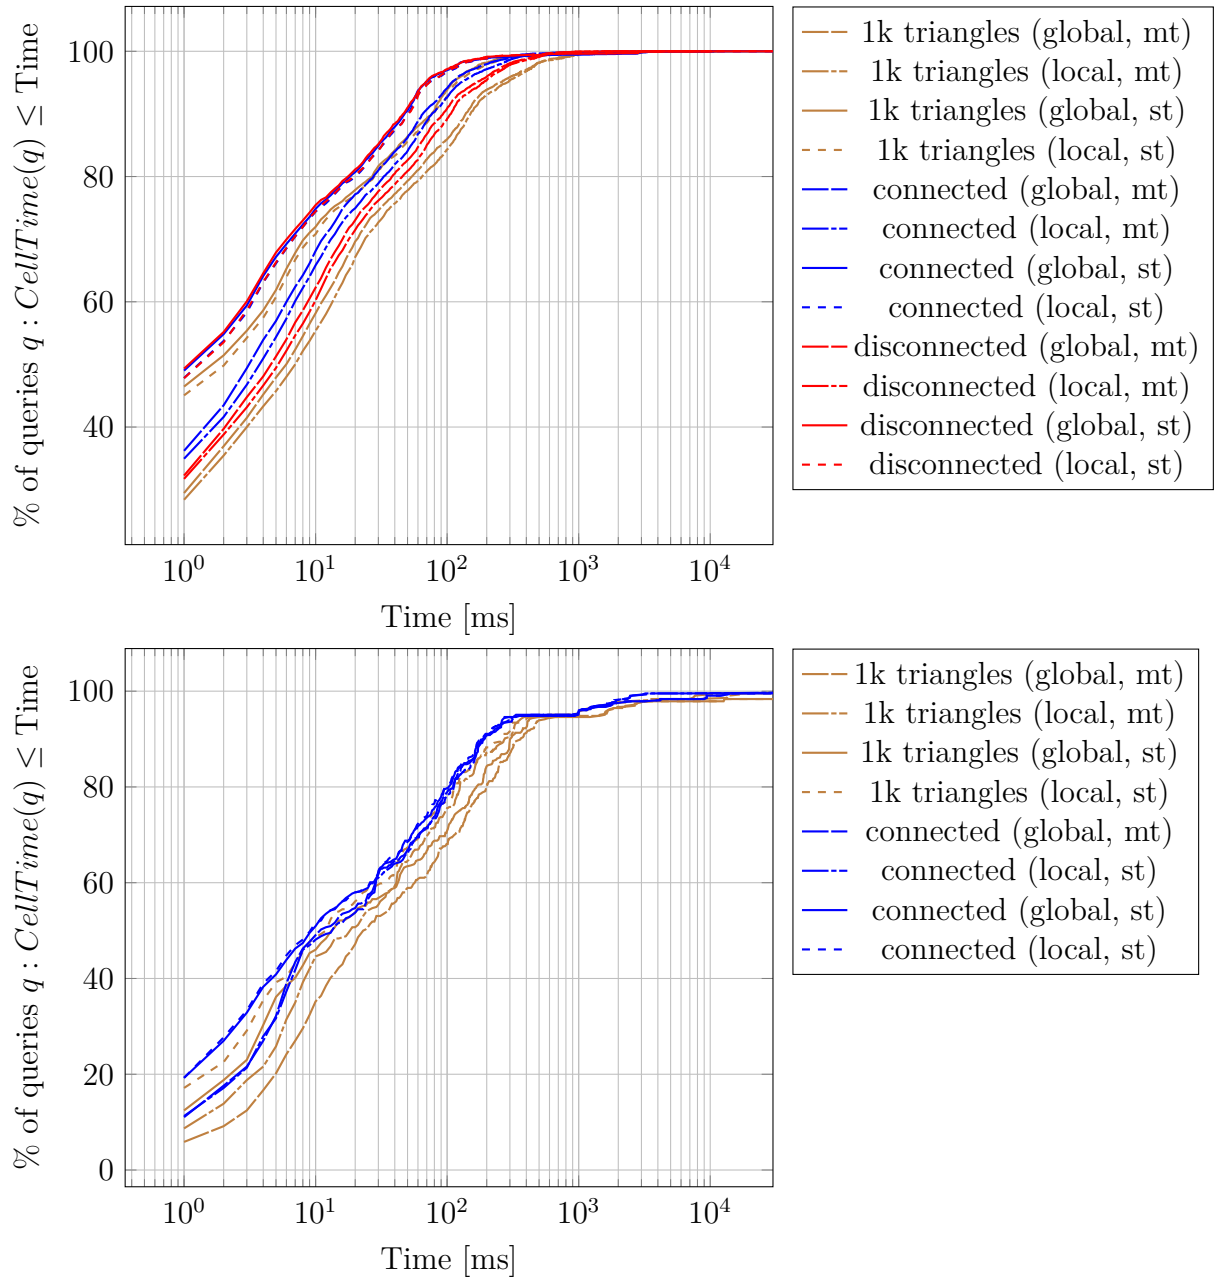 % of queries q : CellTime(q) ≤ Time
100
80
60
40
10^0 10^1 10^2 10^3 10^4
Time [ms]
1k triangles (global, mt)
1k triangles (local, mt)
1k triangles (global, st)
1k triangles (local, st)
connected (global, mt)
connected (local, mt)
connected (global, st)
connected (local, st)
disconnected (global, mt)
disconnected (local, mt)
disconnected (global, st)
disconnected (local, st)
% of queries q : CellTime(q) ≤ Time
100
80
60
40
20
0
10^0 10^1 10^2 10^3 10^4
Time [ms]
1k triangles (global, mt)
1k triangles (local, mt)
1k triangles (global, st)
1k triangles (local, st)
connected (global, mt)
connected (local, st)
connected (global, st)
connected (local, st)